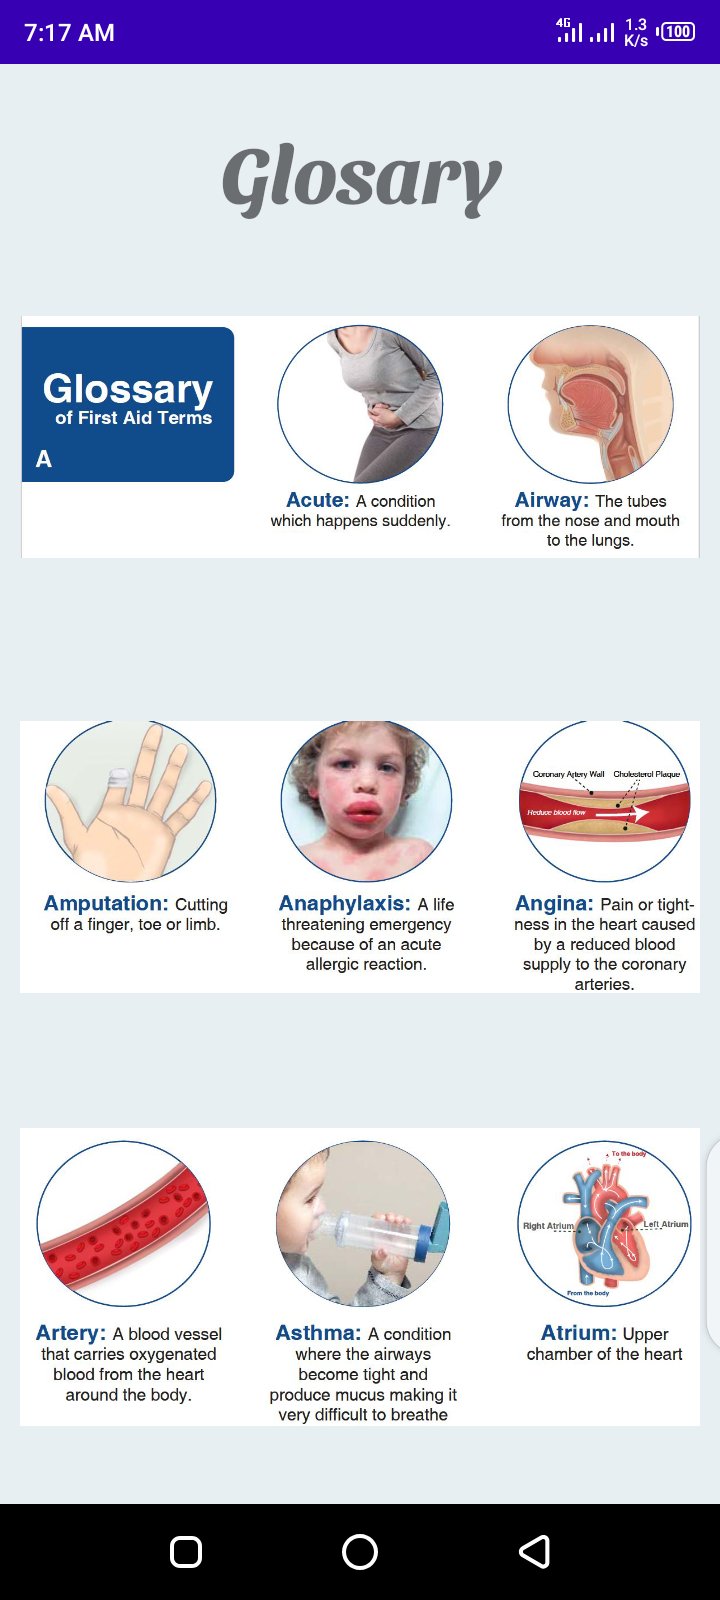 7:17 AM
4G
1.3
K/s
100
Glosary
Glossary
of First Aid Terms
A
Acute: A condition
which happens suddenly.
Airway: The tubes
from the nose and mouth
to the lungs.
Amputation: Cutting
off a finger, toe or limb.
Anaphylaxis: A life
threatening emergency
because of an acute
allergic reaction.
Coronary Artery Wall
Cholesterol Plaque
Reduce blood flow
Angina: Pain or tight-
ness in the heart caused
by a reduced blood
supply to the coronary
arteries.
Artery: A blood vessel
that carries oxygenated
blood from the heart
around the body.
Asthma: A condition
where the airways
become tight and
produce mucus making it
very difficult to breathe
To the body
Right Atrium
Left Atrium
From the body
Atrium: Upper
chamber of the heart